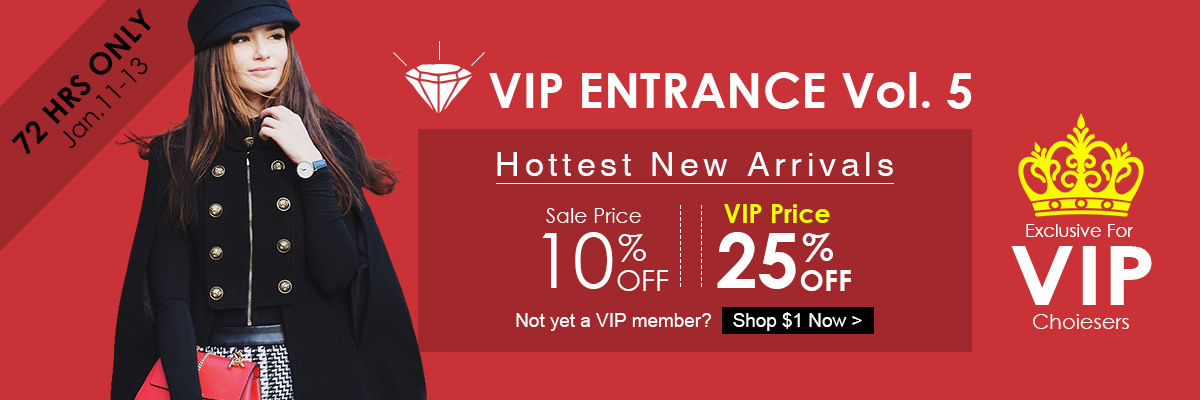 72 HRS ONLY
Jan.11-13
VIP ENTRANCE Vol. 5
Hottest New Arrivals
Sale Price
10% OFF
VIP Price
25% OFF
Not yet a VIP member? Shop $1 Now >
Exclusive For
VIP
Choiesers